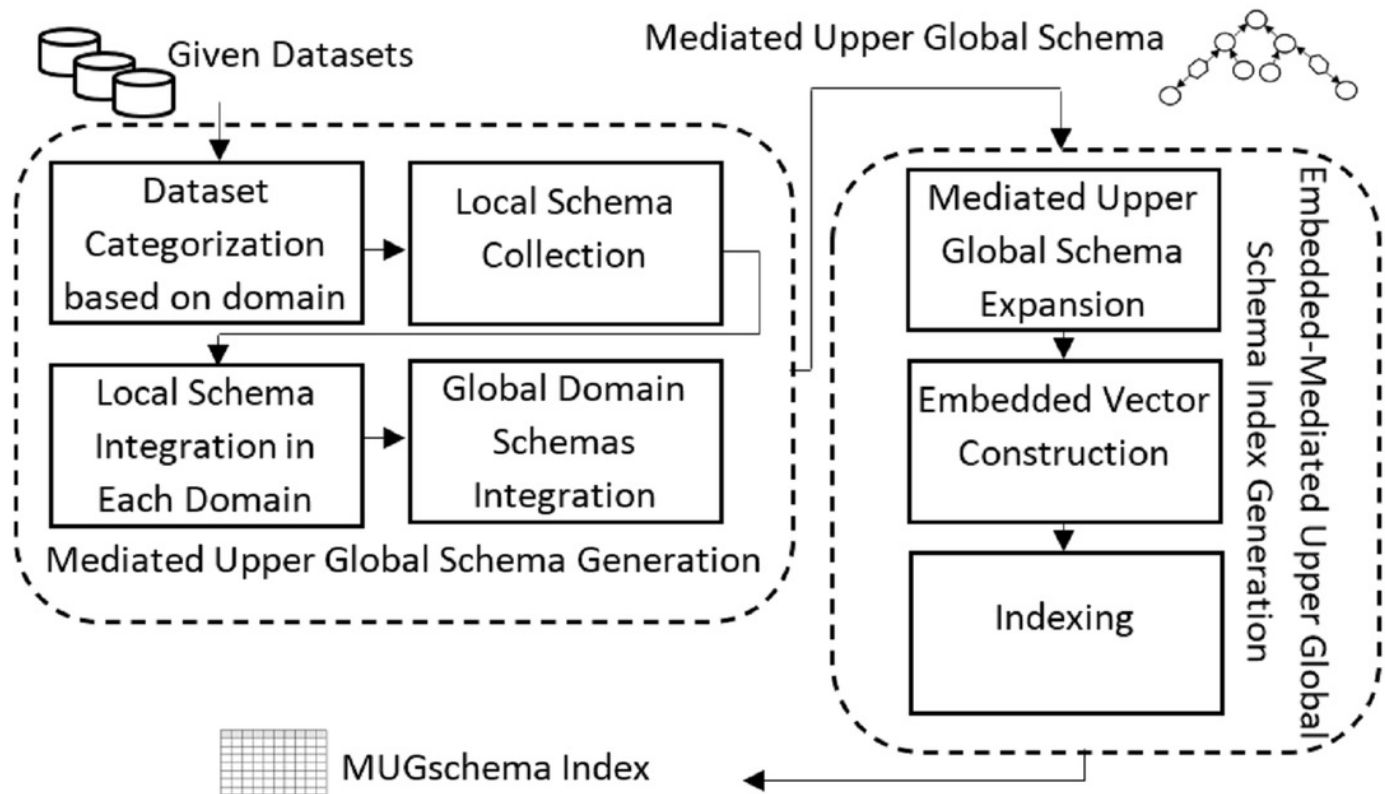 Given Datasets
Mediated Upper Global Schema
Dataset
Categorization
based on domain
Local Schema
Collection
Local Schema
Integration in
Each Domain
Global Domain
Schemas
Integration
Mediated Upper Global Schema Generation
Mediated Upper
Global Schema
Expansion
Embedded Vector
Construction
Indexing
Embedded-Mediated Upper Global
Schema Index Generation
MUGschema Index